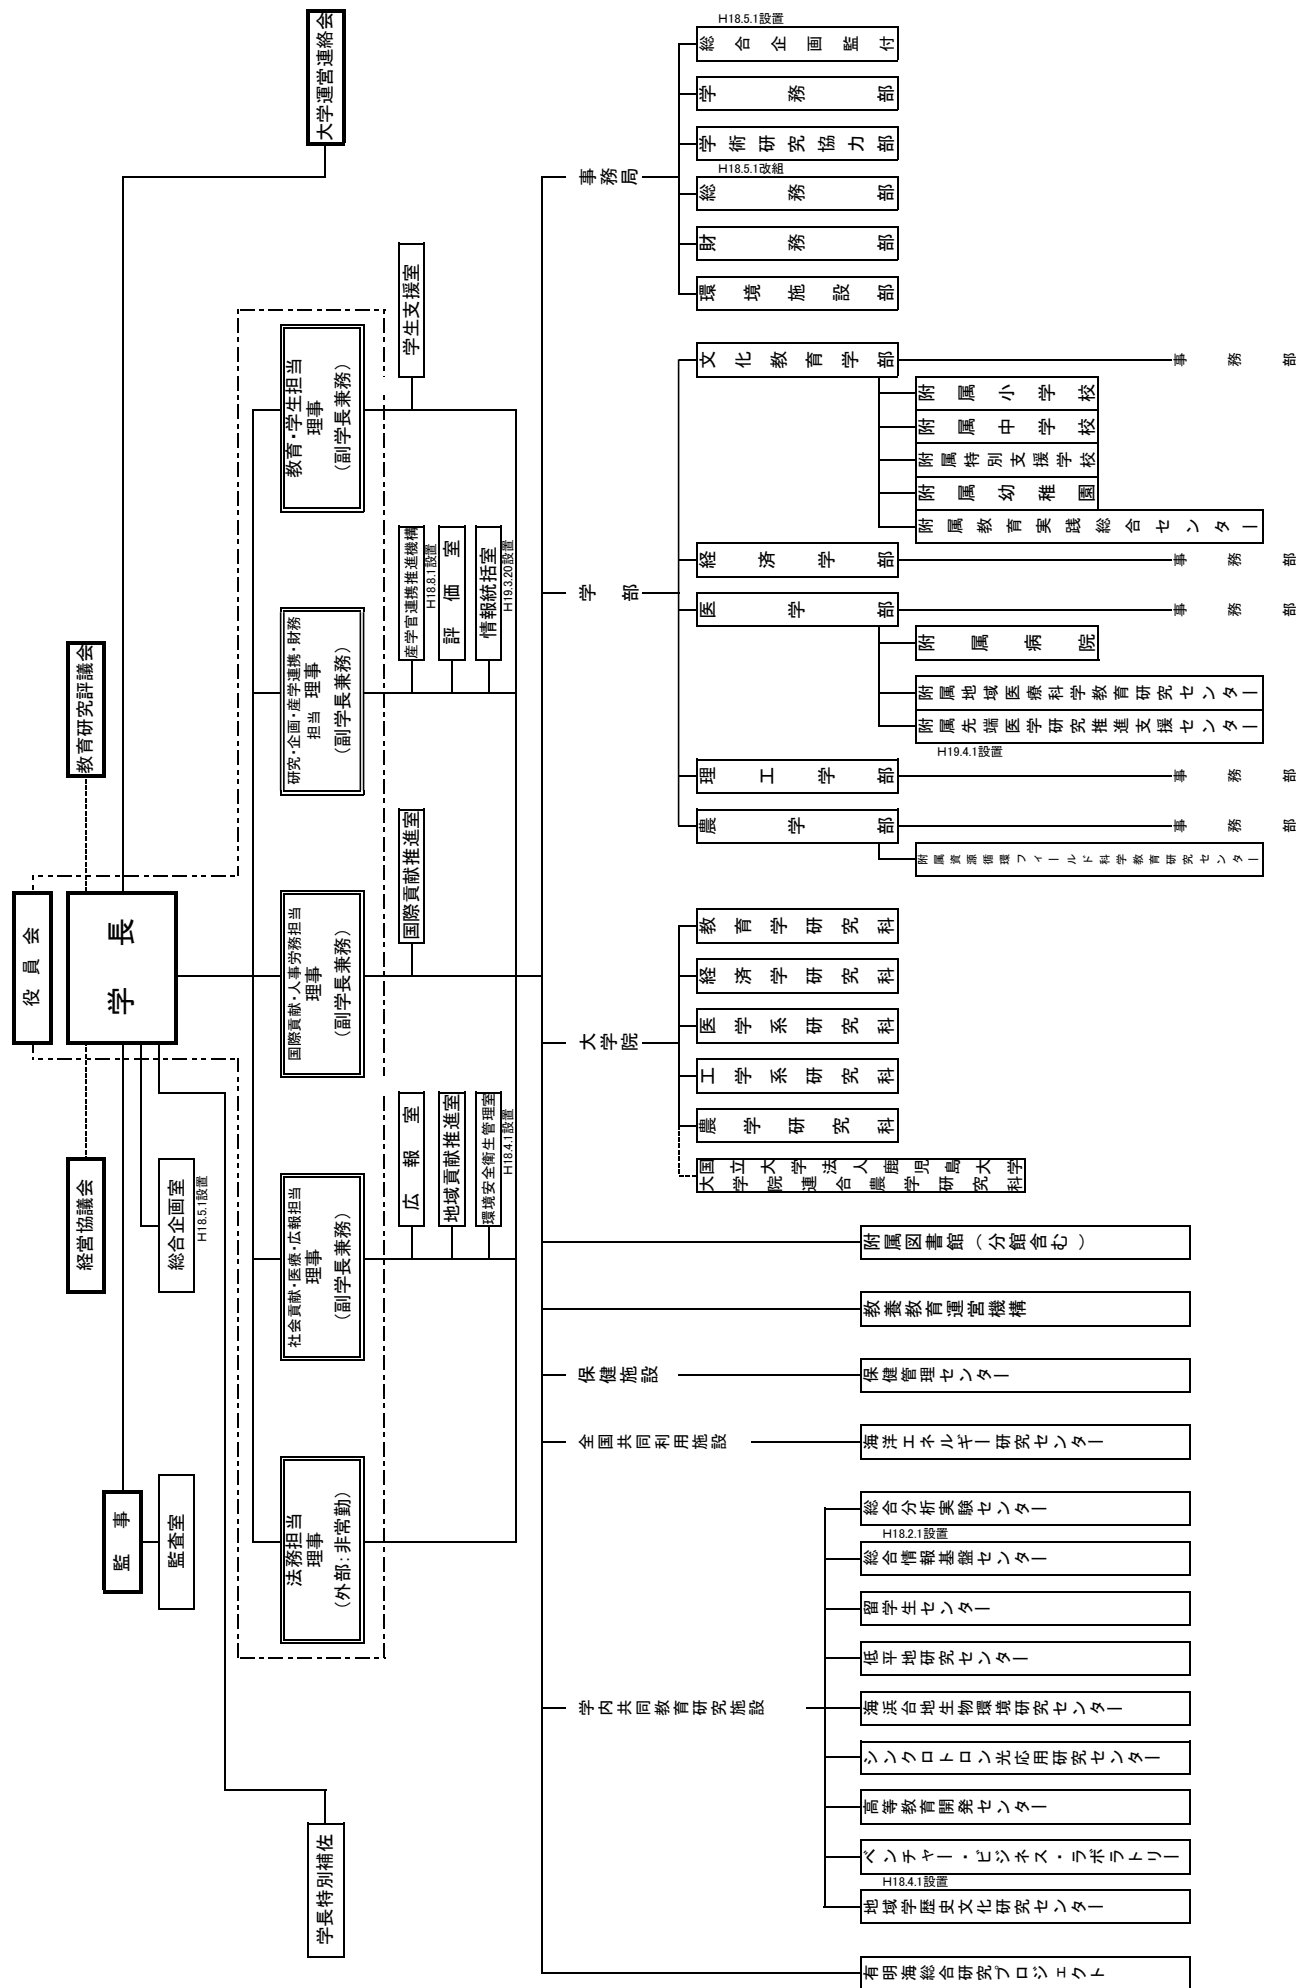 役員会
学長
経営協議会
教育研究評議会
監事
監査室
総合企画室
H18.5.1設置
学長特別補佐
大学運営連絡会
法務担当
理事
(外部:非常勤)
社会貢献・医療・広報担当
理事
(副学長兼務)
国際貢献・人事労務担当
理事
(副学長兼務)
研究・企画・産学連携・財務
担当 理事
(副学長兼務)
教育・学生担当
理事
(副学長兼務)
広報室
地域貢献推進室
環境安全衛生管理室
H18.4.1設置
国際貢献推進室
産学官連携推進機構
H18.8.1設置
評価室
情報統括室
H19.3.20設置
学生支援室
事務局
H18.5.1設置
総合企画監付
学務部
学術研究協力部
H18.5.1改組
総務部
財務部
環境施設部
学部
文化教育学部
事務部
附属小学校
附属中学校
附属特別支援学校
附属幼稚園
附属教育実践総合センター
経済学部
事務部
医学部
事務部
附属病院
附属地域医療科学教育研究センター
附属先端医学研究推進支援センター
H19.4.1設置
理工学部
事務部
農学部
事務部
附属資源循環フィールド科学教育研究センター
大学院
教育学研究科
経済学研究科
医学系研究科
工学系研究科
農学研究科
国立大学法人鹿児島大学
大学院連合農学研究科
附属図書館(分館含む)
教養教育運営機構
保健施設
保健管理センター
全国共同利用施設
海洋エネルギー研究センター
学内共同教育研究施設
総合分析実験センター
H18.2.1設置
総合情報基盤センター
留学生センター
低平地研究センター
海浜台地生物環境研究センター
シンクロトロン光応用研究センター
高等教育開発センター
ベンチャー・ビジネス・ラボラトリー
H18.4.1設置
地域学歴史文化研究センター
有明海総合研究プロジェクト